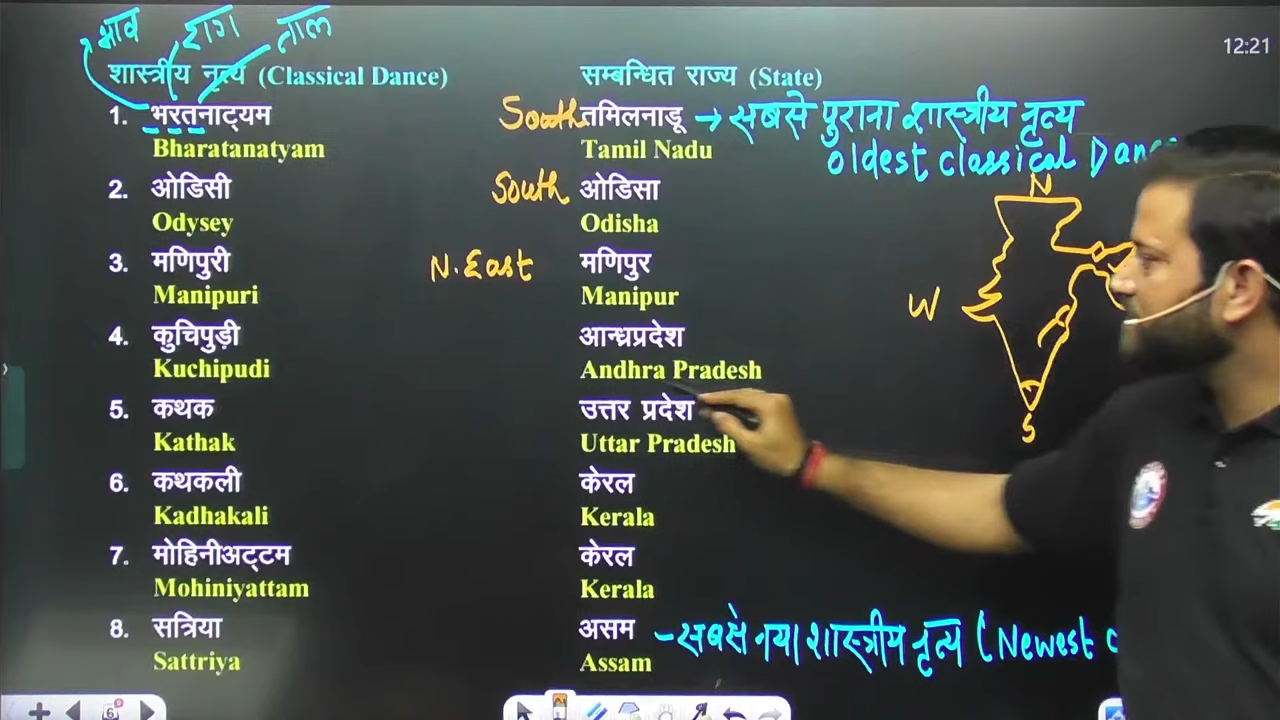 भाव राग ताल
12:21
शास्त्रीय नृत्य (Classical Dance) सम्बन्धित राज्य (State)
1. भरतनाट्यम South तमिलनाडू → सबसे पुराना शास्त्रीय नृत्य
Bharatanatyam Tamil Nadu oldest classical Dance
2. ओडिसी South ओडिसा N
Odysey Odisha
3. मणिपुरी N.East मणिपुर
Manipuri Manipur W
4. कुचिपुड़ी आन्ध्रप्रदेश
Kuchipudi Andhra Pradesh
5. कथक उत्तर प्रदेश S
Kathak Uttar Pradesh
6. कथकली केरल
Kadhakali Kerala
7. मोहिनीअट्टम केरल
Mohiniyattam Kerala
8. सत्रिया असम - सबसे नया शास्त्रीय नृत्य (Newest
Sattriya Assam
6